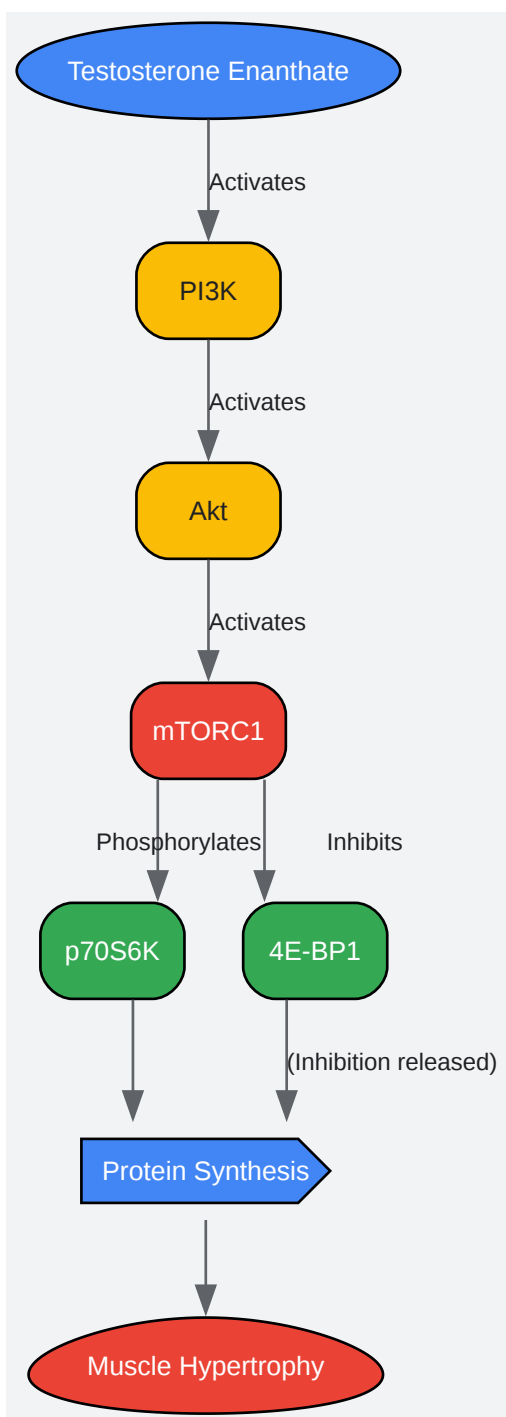 Testosterone Enanthate
Activates
PI3K
Activates
Akt
Activates
mTORC1
Phosphorylates
Inhibits
p70S6K
4E-BP1
(Inhibition released)
Protein Synthesis
Muscle Hypertrophy